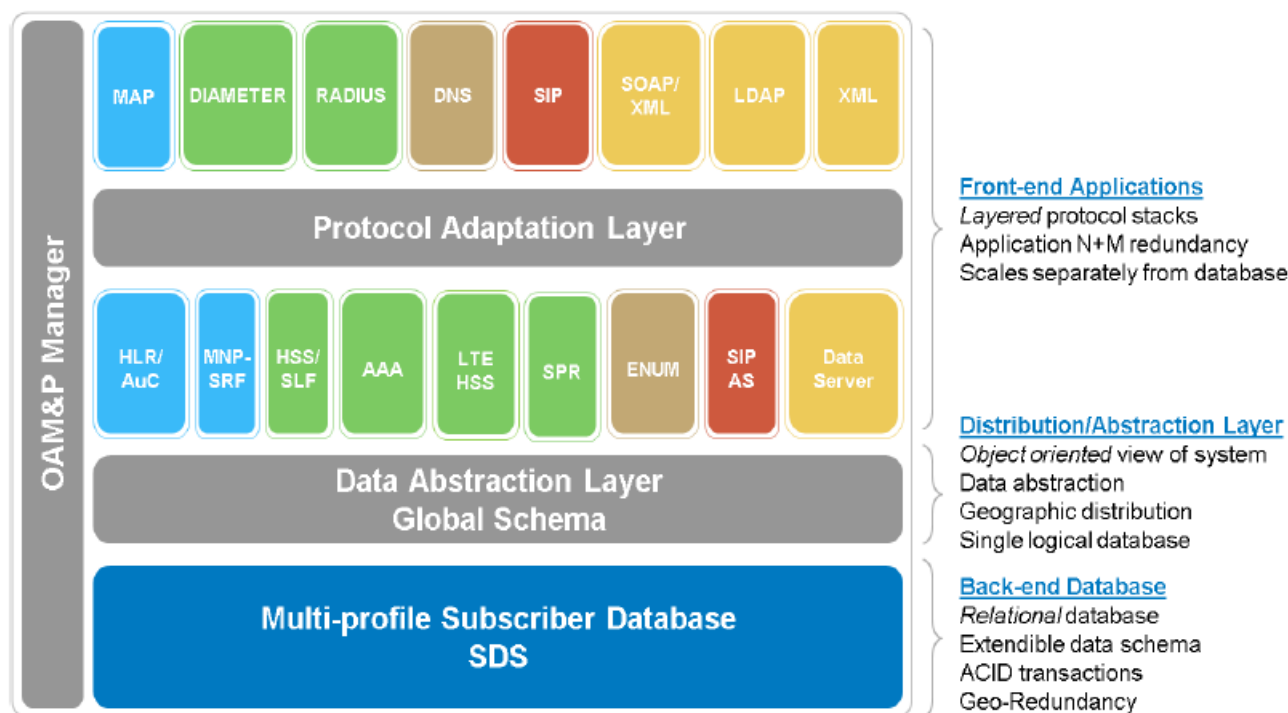 OAM&P Manager
MAP
DIAMETER
RADIUS
DNS
SIP
SOAP/
XML
LDAP
XML
Protocol Adaptation Layer
HLR/
AuC
MNP-
SRF
HSS/
SLF
AAA
LTE
HSS
SPR
ENUM
SIP
AS
Data
Server
Data Abstraction Layer
Global Schema
Multi-profile Subscriber Database
SDS
Front-end Applications
Layered protocol stacks
Application N+M redundancy
Scales separately from database
Distribution/Abstraction Layer
Object oriented view of system
Data abstraction
Geographic distribution
Single logical database
Back-end Database
Relational database
Extendible data schema
ACID transactions
Geo-Redundancy